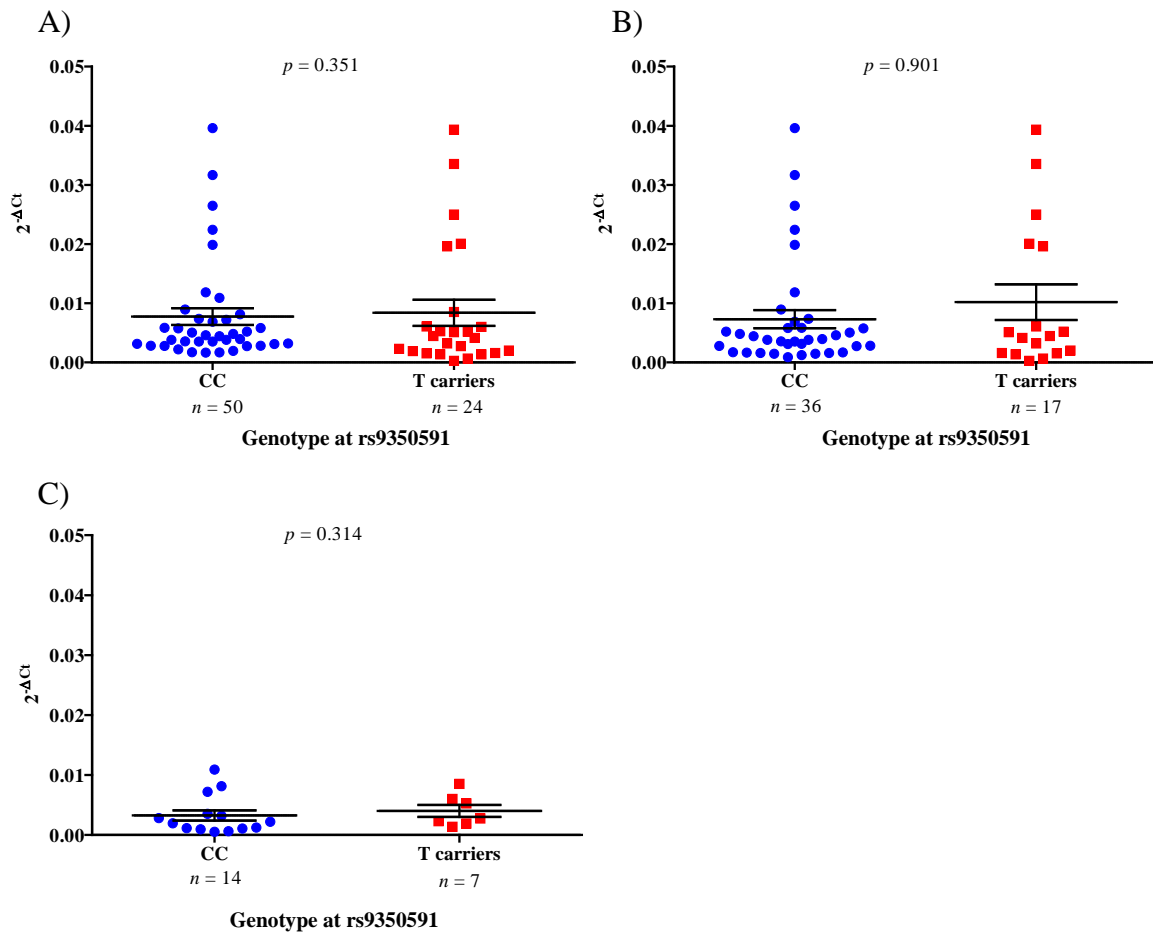 A)
p = 0.351
0.05
0.04
0.03
0.02
0.01
0.00
2^-ΔCt
CC
T carriers
n = 50
n = 24
Genotype at rs9350591
B)
p = 0.901
0.05
0.04
0.03
0.02
0.01
0.00
2^-ΔCt
CC
T carriers
n = 36
n = 17
Genotype at rs9350591
C)
p = 0.314
0.05
0.04
0.03
0.02
0.01
0.00
2^-ΔCt
CC
T carriers
n = 14
n = 7
Genotype at rs9350591